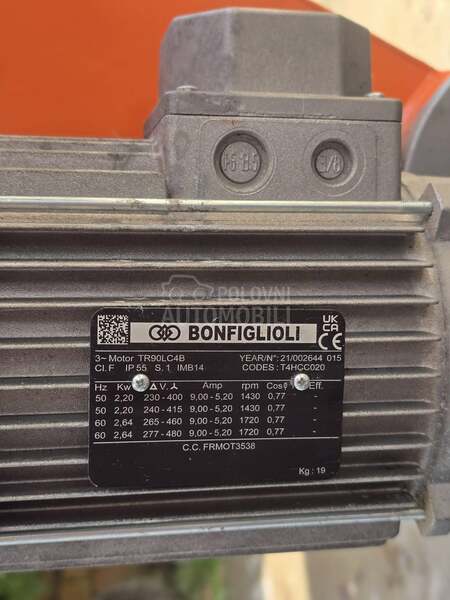 POLOVNI
AUTOMOBILI
BONFIGLIOLI
UK
CA
CE
3~ Motor TR90LC4B YEAR/N°: 21/002644 015
Cl. F IP 55 S. 1 IMB14 CODES : T4HCC020
Hz Kw Δ V. ⅄ Amp rpm Cosφ Eff.
50 2,20 230 - 400 9,00 - 5,20 1430 0,77 -
50 2,20 240 - 415 9,00 - 5,20 1430 0,77 -
60 2,64 265 - 460 9,00 - 5,20 1720 0,77 -
60 2,64 277 - 480 9,00 - 5,20 1720 0,77 -
C.C. FRMOT3538
Kg : 19